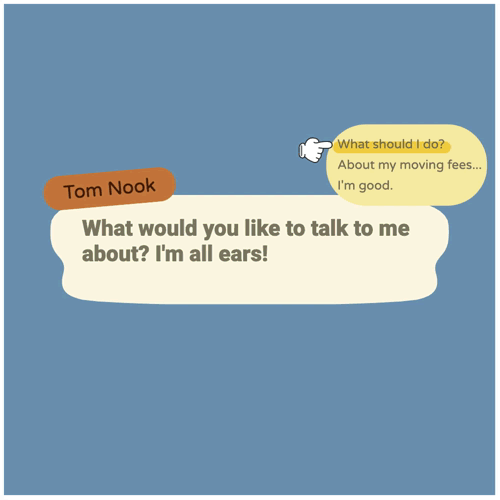 What should I do?
About my moving fees...
I'm good.
Tom Nook
What would you like to talk to me
about? I'm all ears!